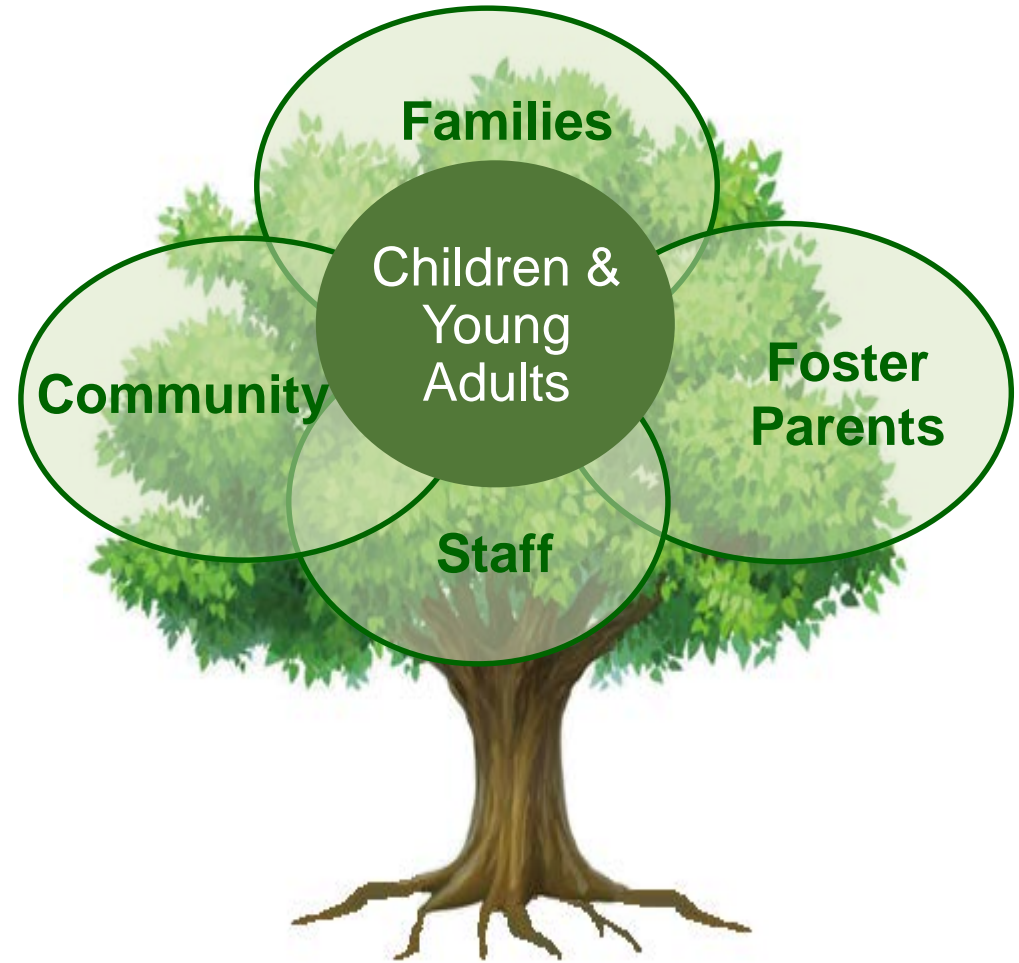 Families
Children &
Young
Adults
Community
Foster
Parents
Staff